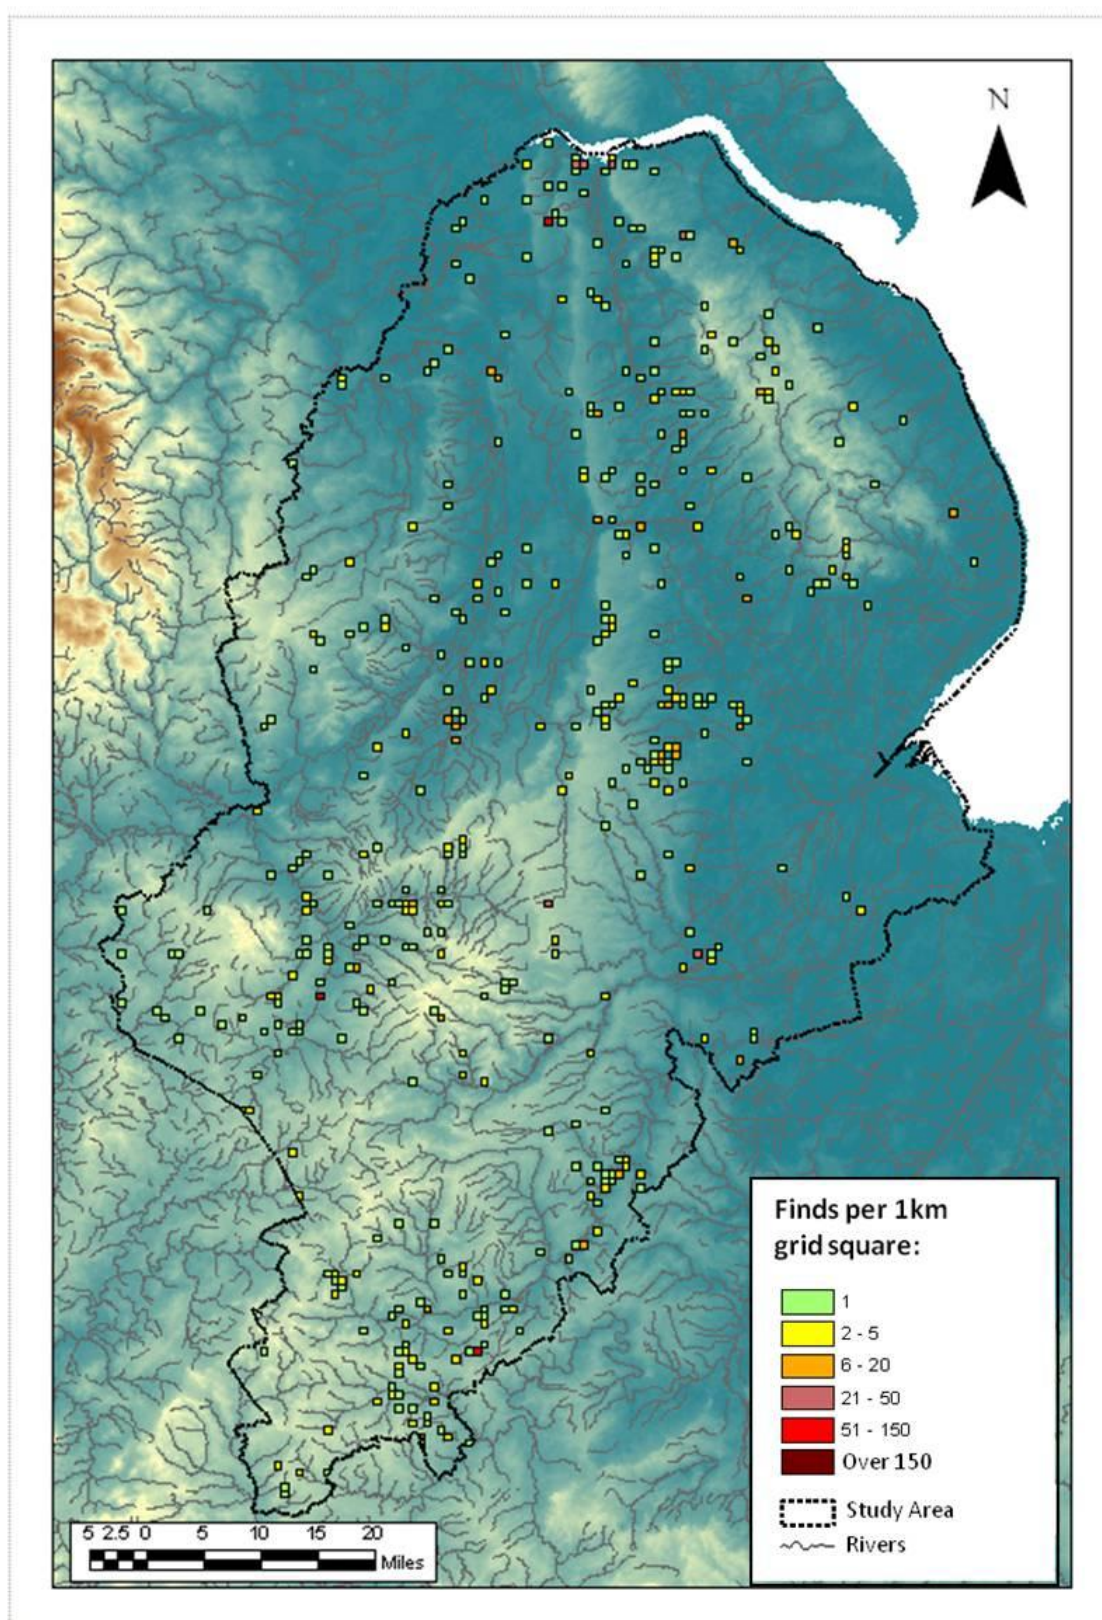 N
Finds per 1km
grid square:
1
2 - 5
6 - 20
21 - 50
51 - 150
Over 150
Study Area
Rivers
5 2.5 0 5 10 15 20
Miles